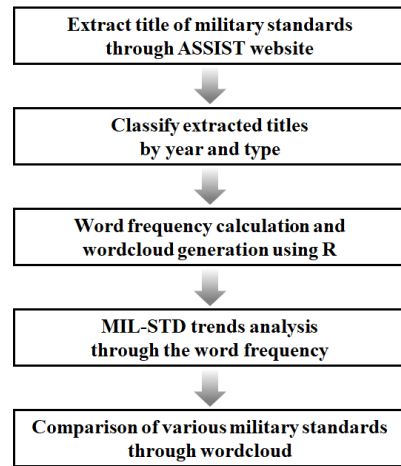 Extract title of military standards
through ASSIST website
Classify extracted titles
by year and type
Word frequency calculation and
wordcloud generation using R
MIL-STD trends analysis
through the word frequency
Comparison of various military standards
through wordcloud